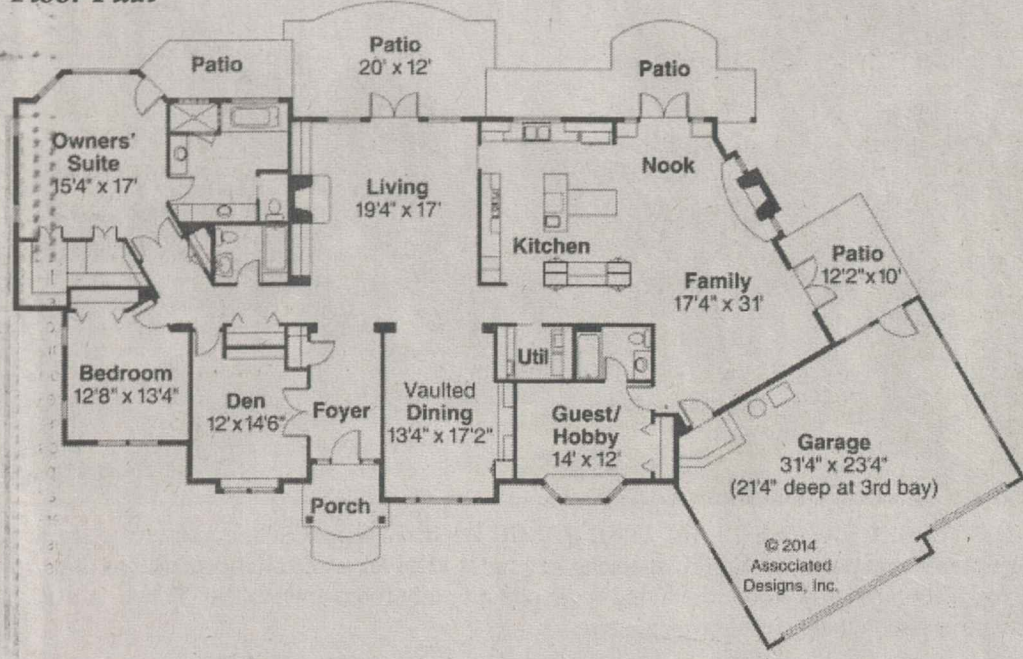 Floor Plan
Patio
Patio
20' x 12'
Patio
Owners'
Suite
15'4" x 17'
Living
19'4" x 17'
Nook
Kitchen
Patio
12'2"x10'
Family
17'4" x 31'
Bedroom
12'8" x 13'4"
Den
12'x14'6"
Foyer
Vaulted
Dining
13'4" x 17'2"
Util
Guest/
Hobby
14' x 12'
Garage
31'4" x 23'4"
(21'4" deep at 3rd bay)
Porch
© 2014
Associated
Designs, Inc.